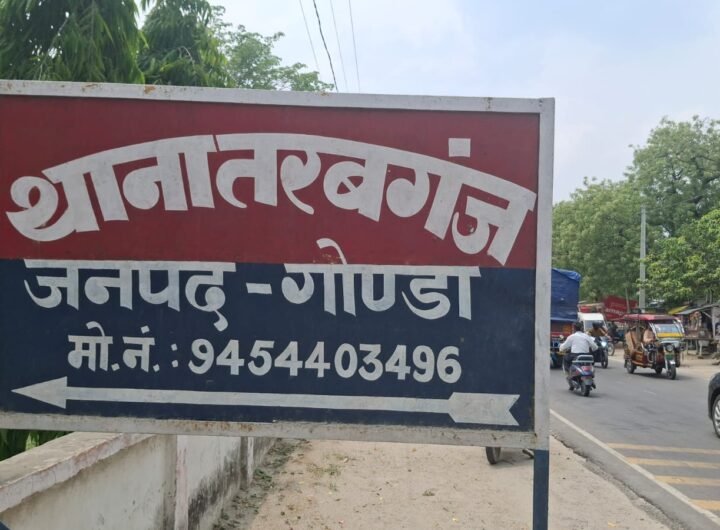 थाना तरबगंज
जनपद - गोण्डा
मो.नं. : 9454403496